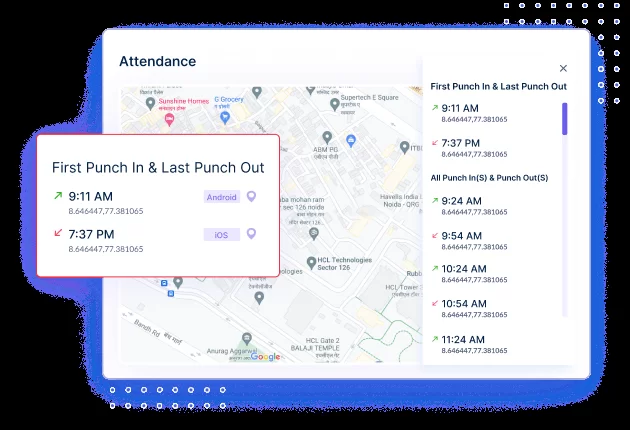 Attendance
Sunshine Homes
G Grocery
Supertech E Square
ABM PG
ITBI
uba mohan ram
sec 126 noida
Havells India
Noida - QRG
HCL Technologies
Sector 126
nologies
Rubi
HCL Tower
Bandh Rd
HCL Gate 2
BALAJI TEMPLE
Anurag Aggarwal
Google
First Punch In & Last Punch Out
9:11 AM
Android
8.646447,77.381065
7:37 PM
iOS
8.646447,77.381065
First Punch In & Last Punch Out
9:11 AM
8.646447,77.381065
7:37 PM
8.646447,77.381065
All Punch In(S) & Punch Out(S)
9:24 AM
8.646447,77.381065
9:54 AM
8.646447,77.381065
10:24 AM
8.646447,77.381065
10:54 AM
8.646447,77.381065
11:24 AM
8.646447,77.381065